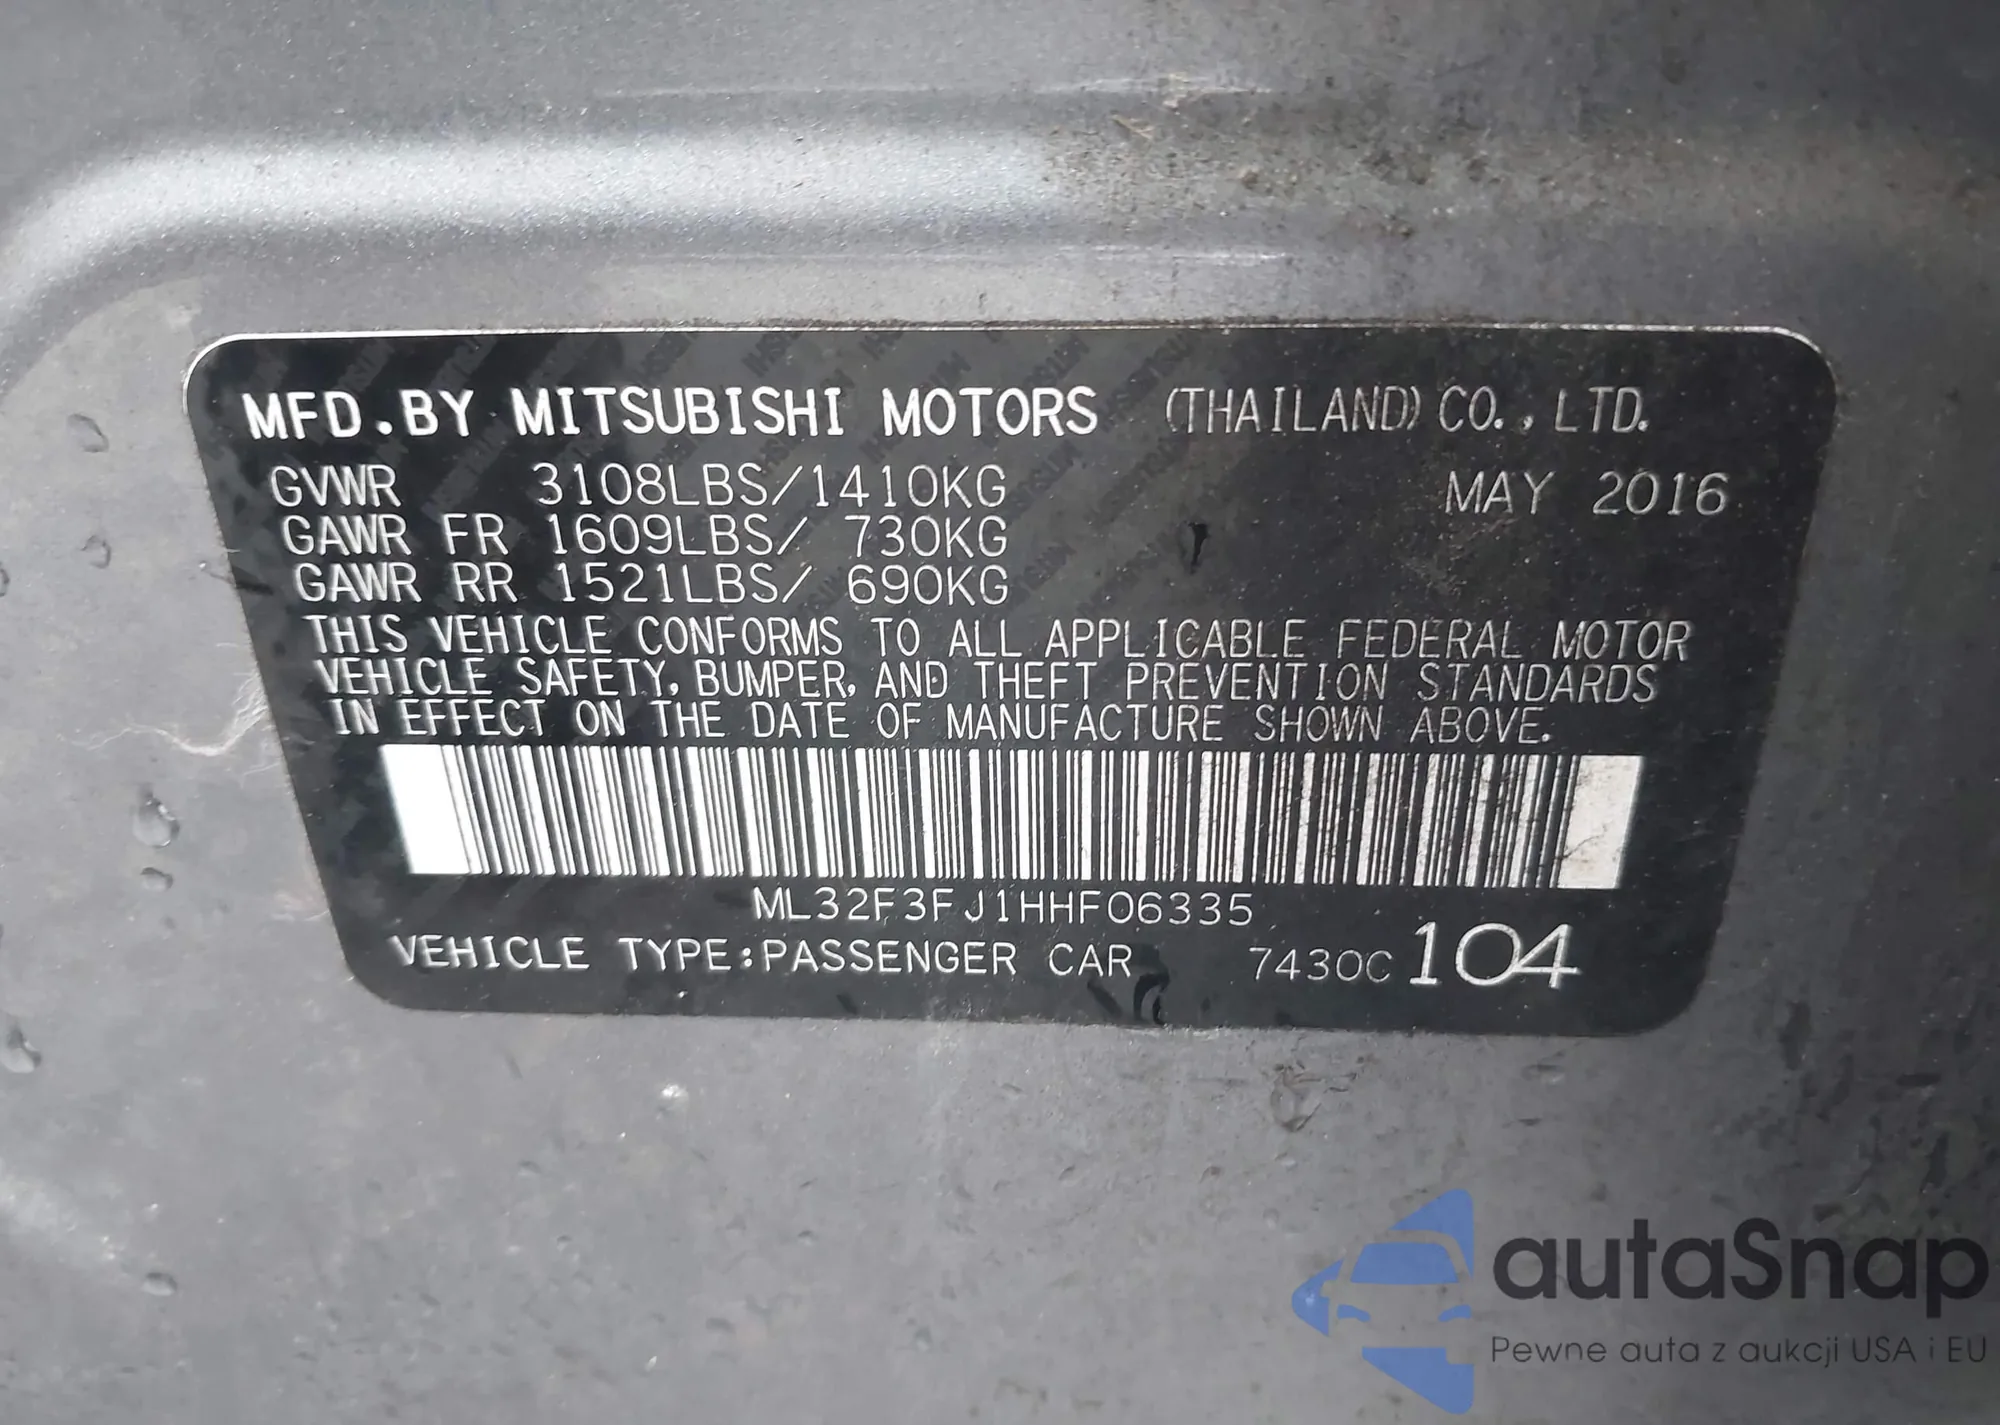 MFD.BY MITSUBISHI MOTORS (THAILAND) CO., LTD.
GVWR 3108LBS/1410KG MAY 2016
GAWR FR 1609LBS/ 730KG
GAWR RR 1521LBS/ 690KG
THIS VEHICLE CONFORMS TO ALL APPLICABLE FEDERAL MOTOR
VEHICLE SAFETY, BUMPER, AND THEFT PREVENTION STANDARDS
IN EFFECT ON THE DATE OF MANUFACTURE SHOWN ABOVE.
ML32F3FJ1HHF06335
VEHICLE TYPE:PASSENGER CAR 7430C 104
autaSnap
Pewne auta z aukcji USA i EU